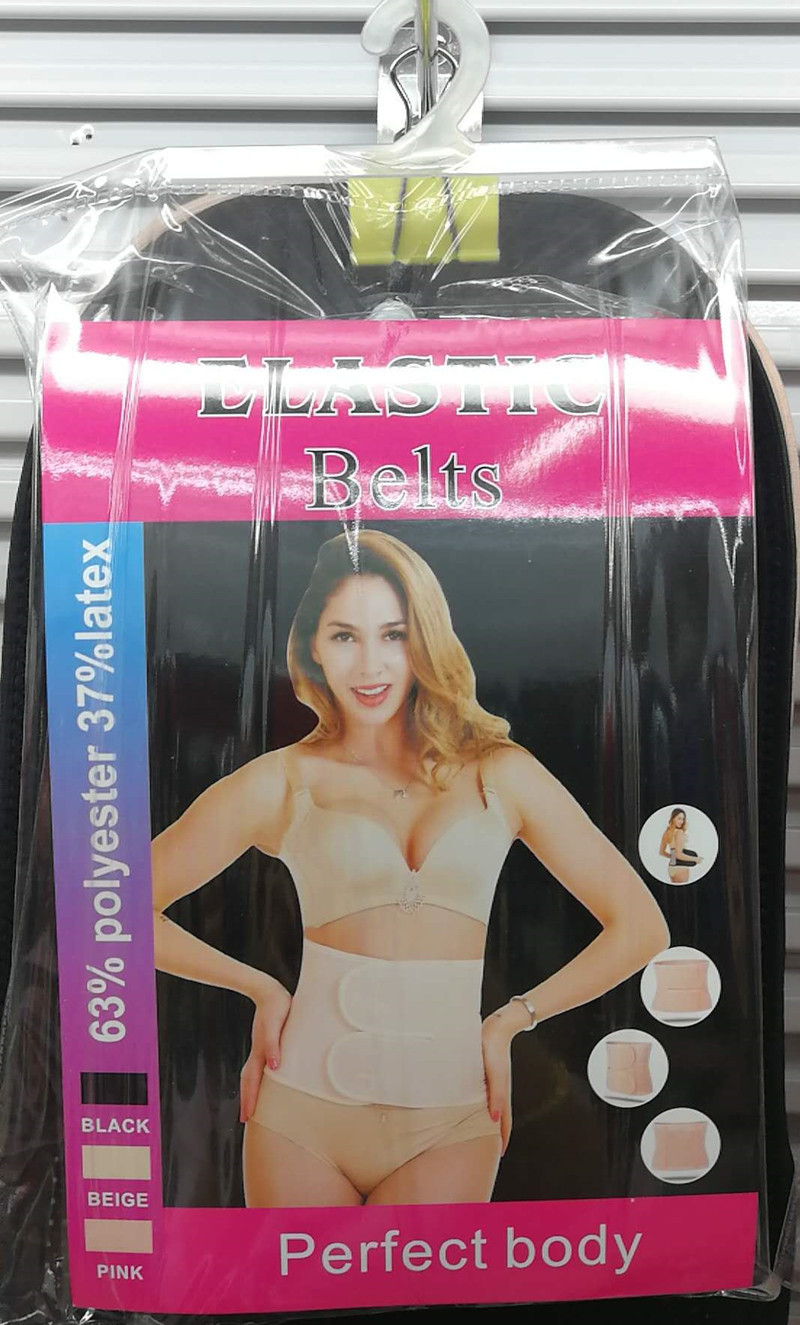 ELASTIC
Belts
63% polyester 37%latex
BLACK
BEIGE
PINK
Perfect body